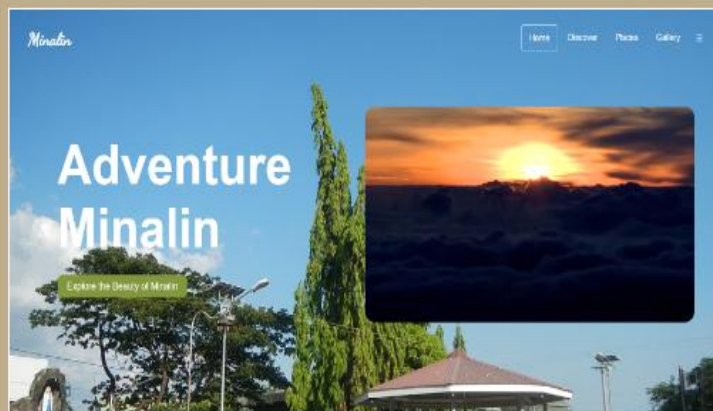 Minalin
Home Discover Places Gallery
Adventure
Minalin
Explore the Beauty of Minalin